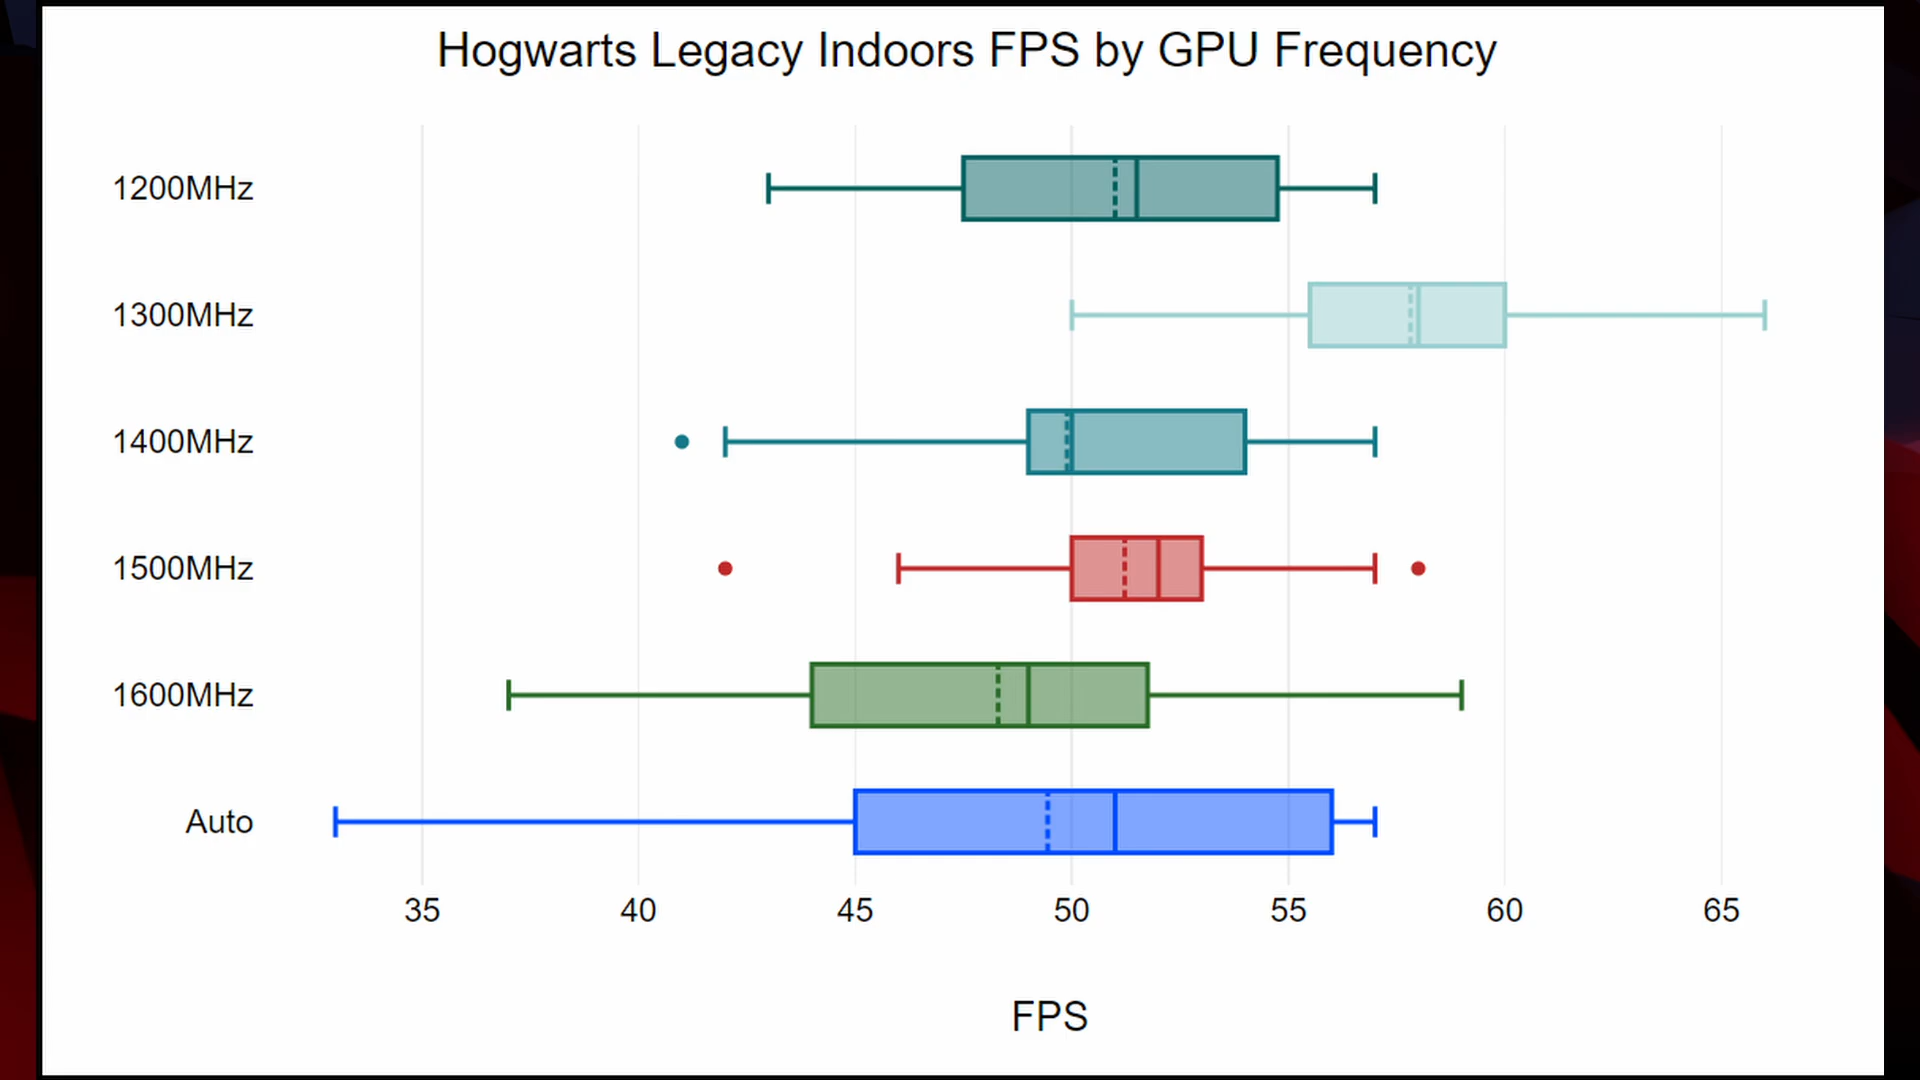 Hogwarts Legacy Indoors FPS by GPU Frequency
1200MHz
1300MHz
1400MHz
1500MHz
1600MHz
Auto
35 40 45 50 55 60 65
FPS